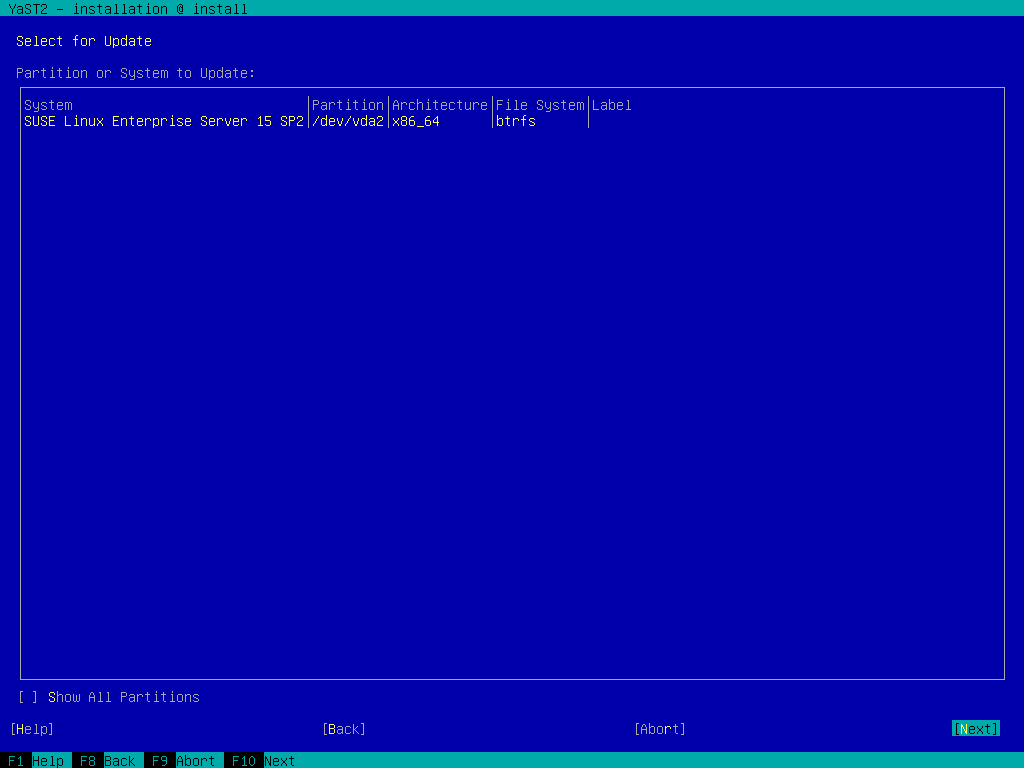 YaST2 - installation @ install
Select for Update
Partition or System to Update:
System |Partition|Architecture|File System|Label
SUSE Linux Enterprise Server 15 SP2|/dev/vda2|x86_64 |btrfs |
[ ] Show All Partitions
[Help] [Back] [Abort] [Next]
F1 Help F8 Back F9 Abort F10 Next